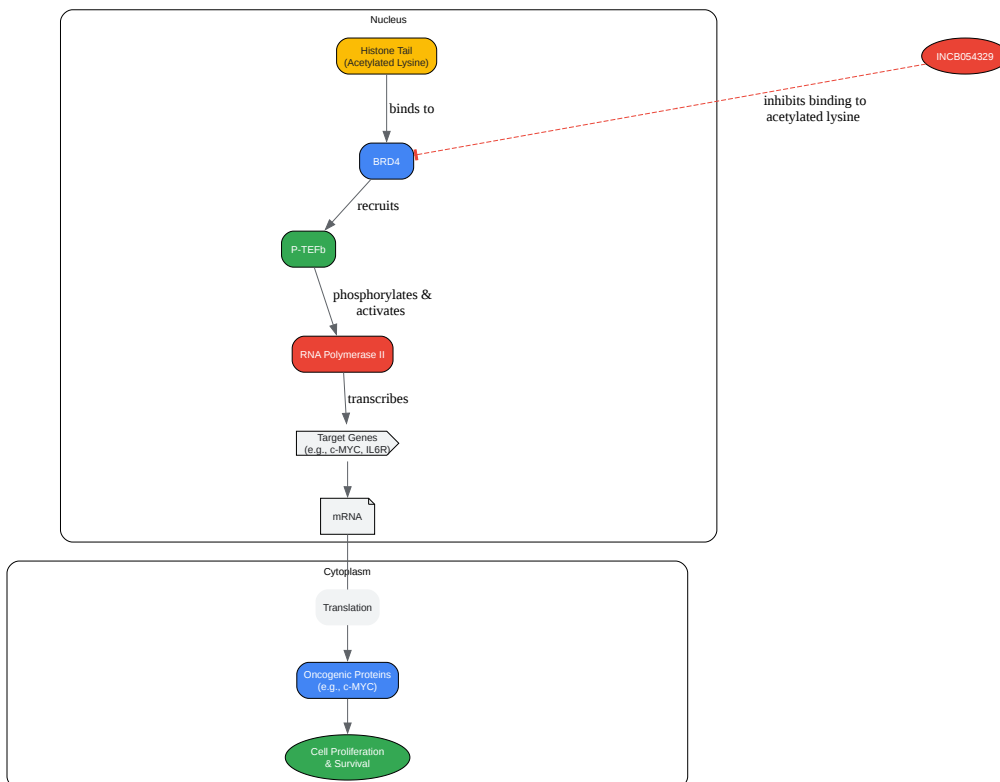 Nucleus
Histone Tail
(Acetylated Lysine)
INCB054329
inhibits binding to
acetylated lysine
binds to
BRD4
recruits
P-TEFb
phosphorylates &
activates
RNA Polymerase II
transcribes
Target Genes
(e.g., c-MYC, IL6R)
mRNA
Cytoplasm
Translation
Oncogenic Proteins
(e.g., c-MYC)
Cell Proliferation
& Survival